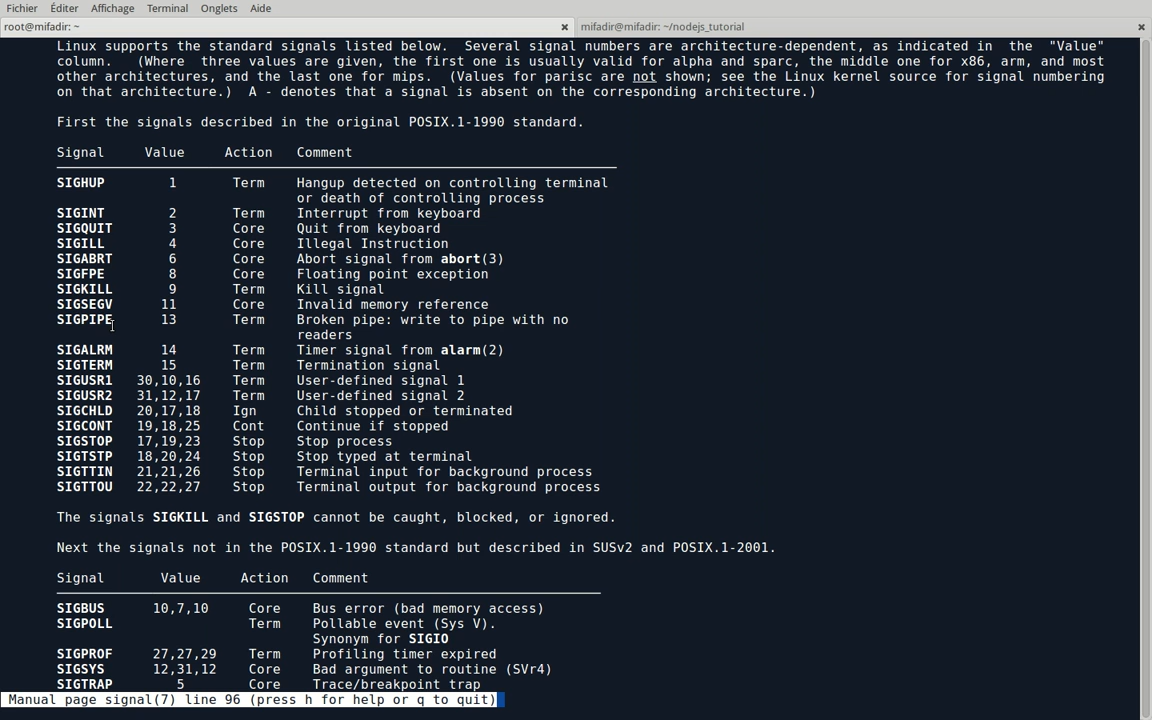 Fichier Éditer Affichage Terminal Onglets Aide
root@mifadir: ~ × mifadir@mifadir: ~/nodejs_tutorial ×
Linux supports the standard signals listed below.  Several signal numbers are architecture-dependent, as indicated in  the  "Value"
column.   (Where  three values are given, the first one is usually valid for alpha and sparc, the middle one for x86, arm, and most
other architectures, and the last one for mips.  (Values for parisc are not shown; see the Linux kernel source for signal numbering
on that architecture.)  A - denotes that a signal is absent on the corresponding architecture.)
First the signals described in the original POSIX.1-1990 standard.
Signal     Value     Action   Comment
SIGHUP        1       Term    Hangup detected on controlling terminal
or death of controlling process
SIGINT        2       Term    Interrupt from keyboard
SIGQUIT       3       Core    Quit from keyboard
SIGILL        4       Core    Illegal Instruction
SIGABRT       6       Core    Abort signal from abort(3)
SIGFPE        8       Core    Floating point exception
SIGKILL       9       Term    Kill signal
SIGSEGV      11       Core    Invalid memory reference
SIGPIPE      13       Term    Broken pipe: write to pipe with no
readers
SIGALRM      14       Term    Timer signal from alarm(2)
SIGTERM      15       Term    Termination signal
SIGUSR1   30,10,16    Term    User-defined signal 1
SIGUSR2   31,12,17    Term    User-defined signal 2
SIGCHLD   20,17,18    Ign     Child stopped or terminated
SIGCONT   19,18,25    Cont    Continue if stopped
SIGSTOP   17,19,23    Stop    Stop process
SIGTSTP   18,20,24    Stop    Stop typed at terminal
SIGTTIN   21,21,26    Stop    Terminal input for background process
SIGTTOU   22,22,27    Stop    Terminal output for background process
The signals SIGKILL and SIGSTOP cannot be caught, blocked, or ignored.
Next the signals not in the POSIX.1-1990 standard but described in SUSv2 and POSIX.1-2001.
Signal       Value     Action   Comment
SIGBUS      10,7,10     Core    Bus error (bad memory access)
SIGPOLL                 Term    Pollable event (Sys V).
Synonym for SIGIO
SIGPROF     27,27,29    Term    Profiling timer expired
SIGSYS      12,31,12    Core    Bad argument to routine (SVr4)
SIGTRAP        5        Core    Trace/breakpoint trap
Manual page signal(7) line 96 (press h for help or q to quit)